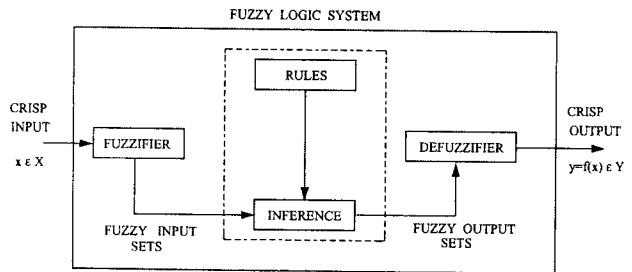 FUZZY LOGIC SYSTEM
RULES
CRISP
INPUT
x ε X
FUZZIFIER
CRISP
OUTPUT
y=f(x) ε Y
DEFUZZIFIER
INFERENCE
FUZZY INPUT
SETS
FUZZY OUTPUT
SETS